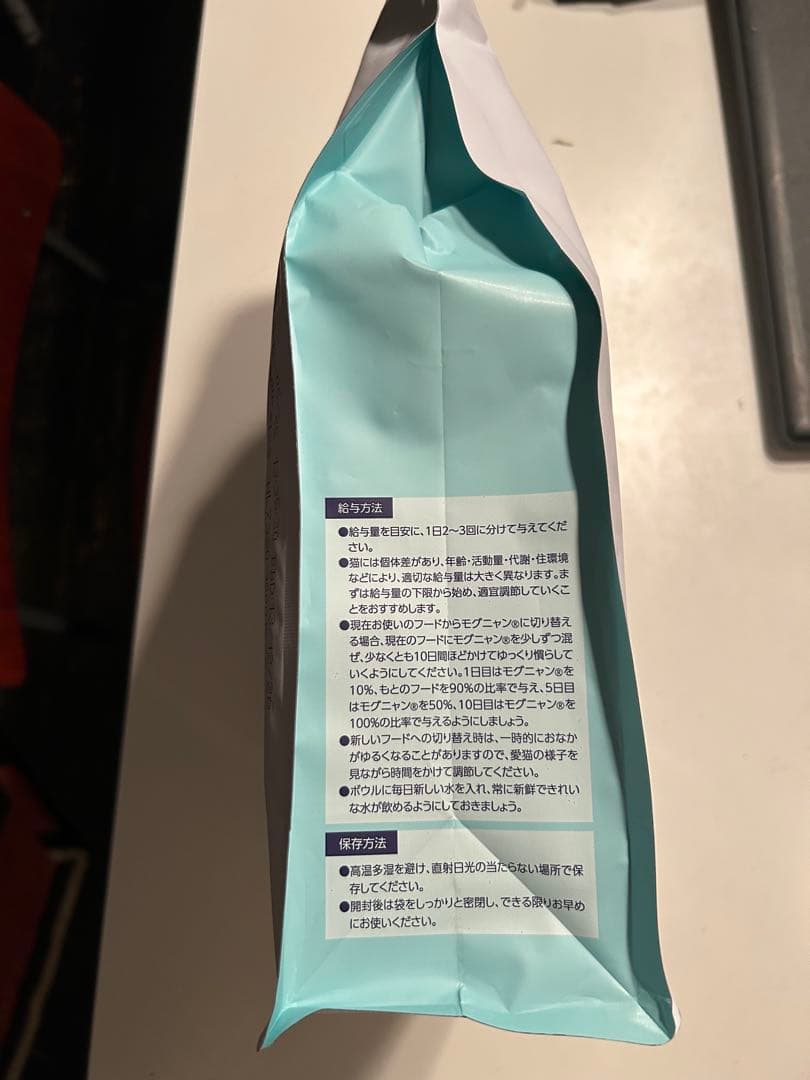 給与方法
●給与量を目安に、1日2〜3回に分けて与えてくだ
さい。
●猫には個体差があり、年齢・活動量・代謝・住環境
などにより、適切な給与量は大きく異なります。ま
ずは給与量の下限から始め、適宜調節していくこ
とをおすすめします。
●現在お使いのフードからモグニャン®に切り替え
る場合、現在のフードにモグニャン®を少しずつ混
ぜ、少なくとも10日間ほどかけてゆっくり慣らして
いくようにしてください。1日目はモグニャン®を
10%、もとのフードを90%の比率で与え、5日目
はモグニャン®を50%、10日目はモグニャン®を
100%の比率で与えるようにしましょう。
●新しいフードへの切り替え時は、一時的におなか
がゆるくなることがありますので、愛猫の様子を
見ながら時間をかけて調節してください。
●ボウルに毎日新しい水を入れ、常に新鮮できれい
な水が飲めるようにしておきましょう。
保存方法
●高温多湿を避け、直射日光の当たらない場所で保
存してください。
●開封後は袋をしっかりと密閉し、できる限りお早め
にお使いください。